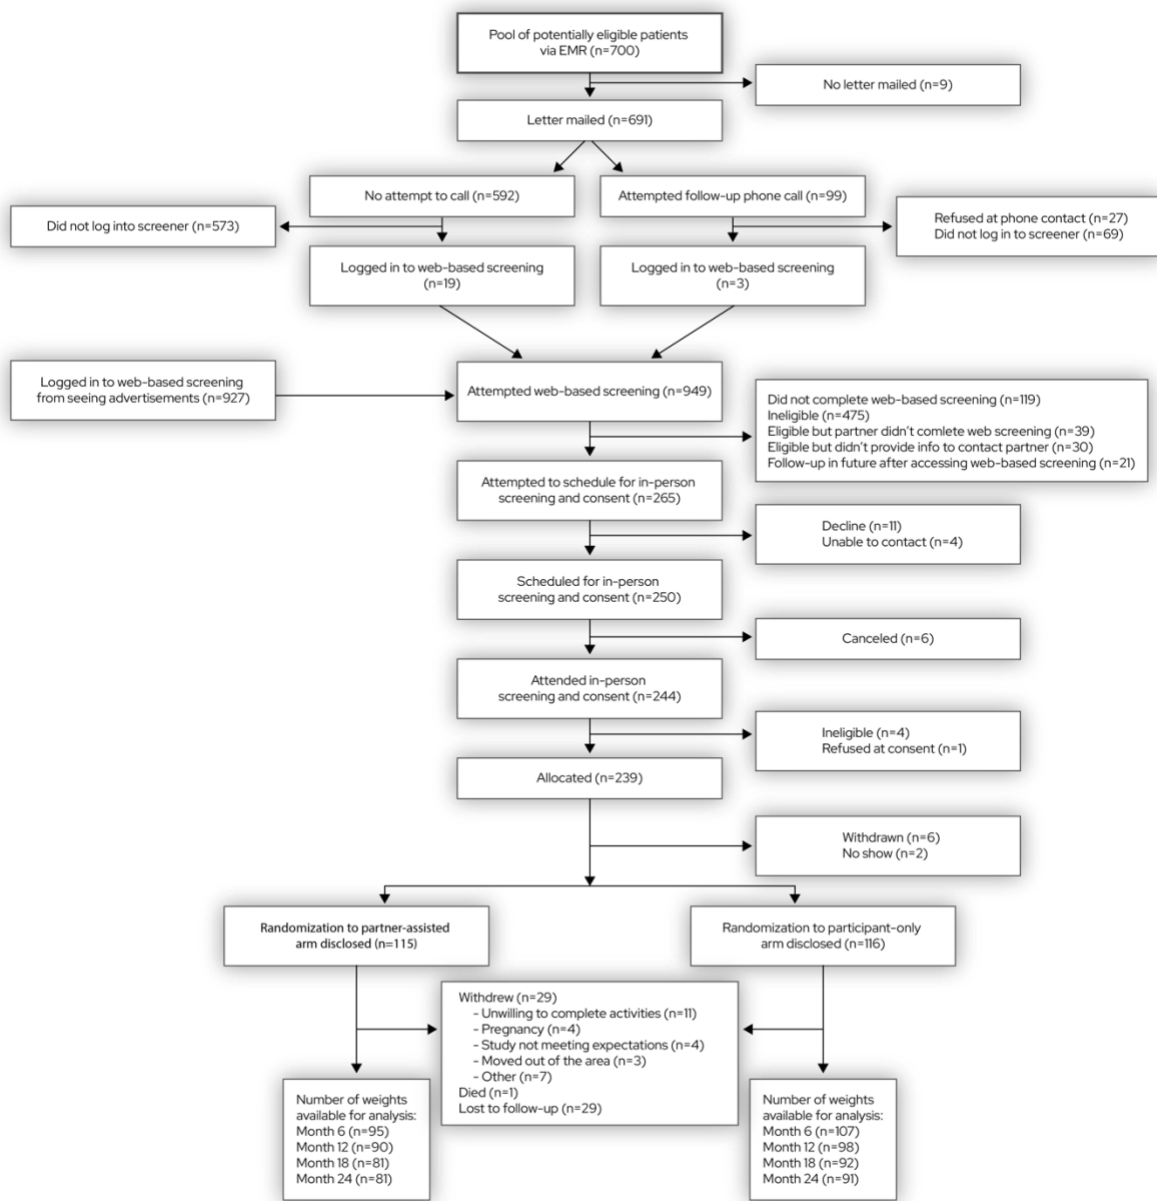 Pool of potentially eligible patients
via EMR (n=700)
No letter mailed (n=9)
Letter mailed (n=691)
No attempt to call (n=592)
Attempted follow-up phone call (n=99)
Did not log into screener (n=573)
Refused at phone contact (n=27)
Did not log in to screener (n=69)
Logged in to web-based screening
(n=19)
Logged in to web-based screening
(n=3)
Logged in to web-based screening
from seeing advertisements (n=927)
Attempted web-based screening (n=949)
Did not complete web-based screening (n=119)
Ineligible (n=475)
Eligible but partner didn't comlete web screening (n=39)
Eligible but didn't provide info to contact partner (n=30)
Follow-up in future after accessing web-based screening (n=21)
Attempted to schedule for in-person
screening and consent (n=265)
Decline (n=11)
Unable to contact (n=4)
Scheduled for in-person
screening and consent (n=250)
Canceled (n=6)
Attended in-person
screening and consent (n=244)
Ineligible (n=4)
Refused at consent (n=1)
Allocated (n=239)
Withdrawn (n=6)
No show (n=2)
Randomization to partner-assisted
arm disclosed (n=115)
Randomization to participant-only
arm disclosed (n=116)
Withdrew (n=29)
- Unwilling to complete activities (n=11)
- Pregnancy (n=4)
- Study not meeting expectations (n=4)
- Moved out of the area (n=3)
- Other (n=7)
Died (n=1)
Lost to follow-up (n=29)
Number of weights
available for analysis:
Month 6 (n=95)
Month 12 (n=90)
Month 18 (n=81)
Month 24 (n=81)
Number of weights
available for analysis:
Month 6 (n=107)
Month 12 (n=98)
Month 18 (n=92)
Month 24 (n=91)